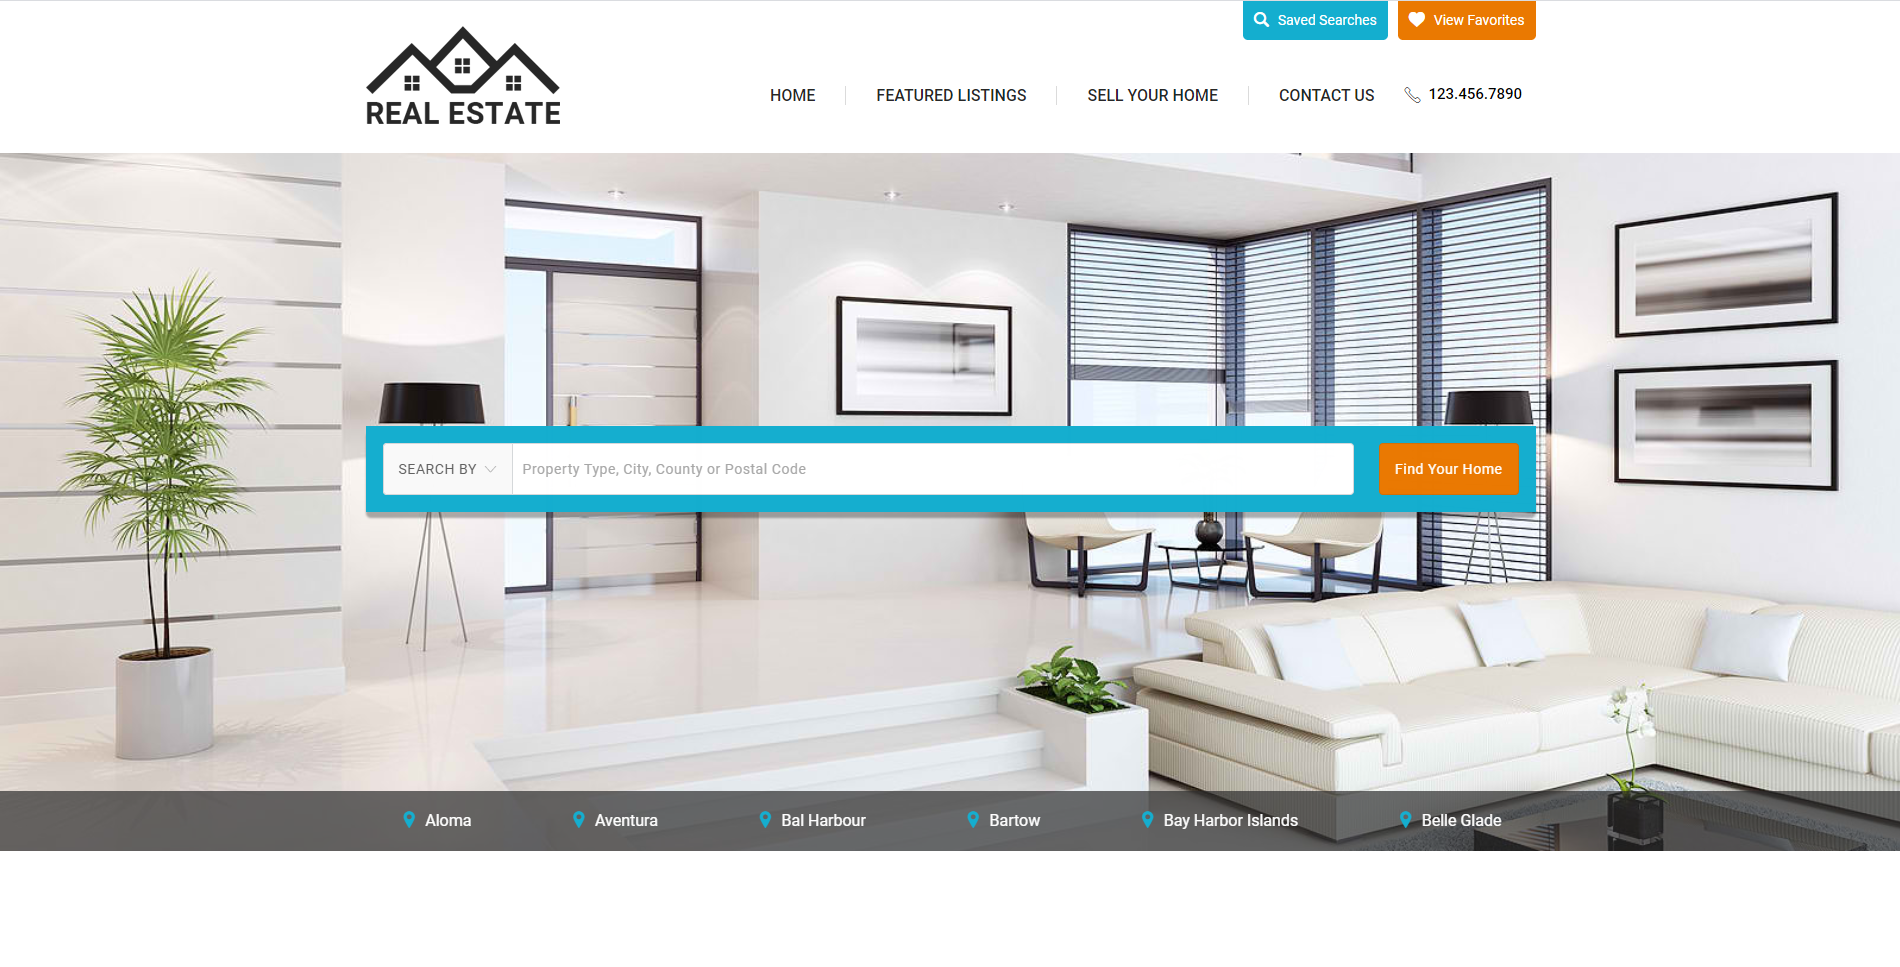 Saved Searches
View Favorites
REAL ESTATE
HOME
FEATURED LISTINGS
SELL YOUR HOME
CONTACT US
123.456.7890
SEARCH BY
Property Type, City, County or Postal Code
Find Your Home
Aloma
Aventura
Bal Harbour
Bartow
Bay Harbor Islands
Belle Glade